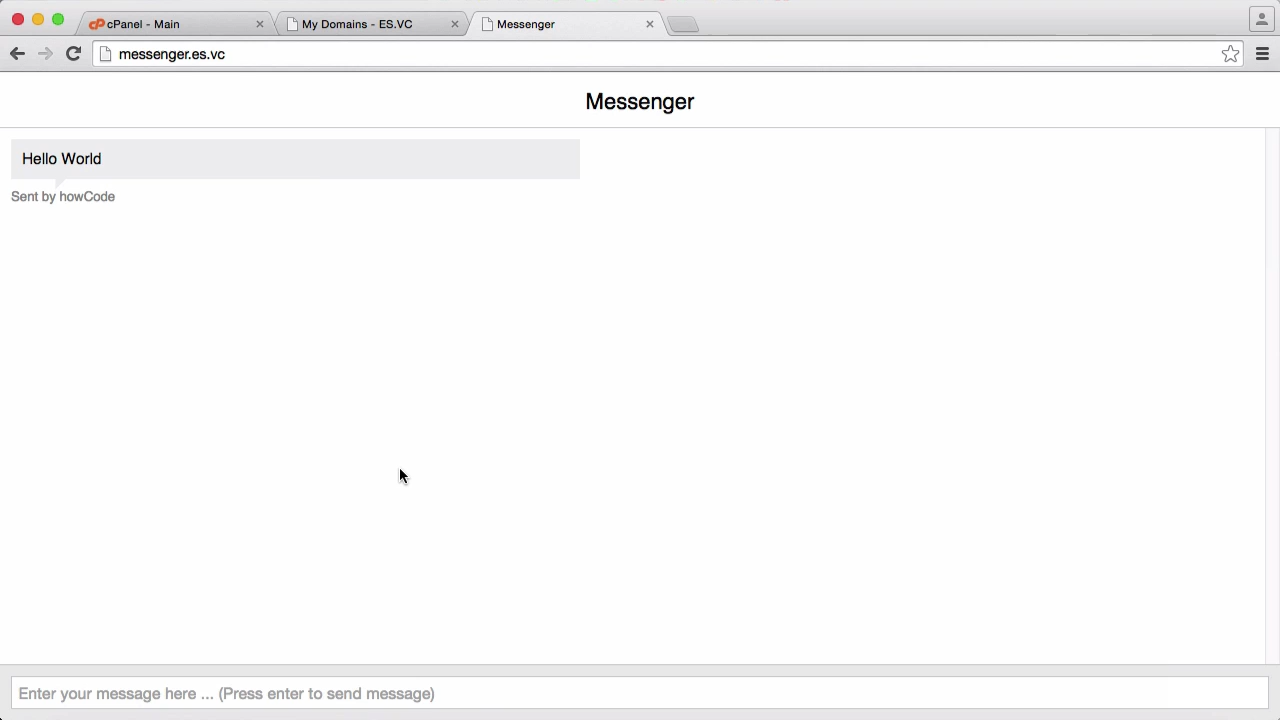 cPanel - Main
My Domains - ES.VC
Messenger
messenger.es.vc
Messenger
Hello World
Sent by howCode
Enter your message here ... (Press enter to send message)